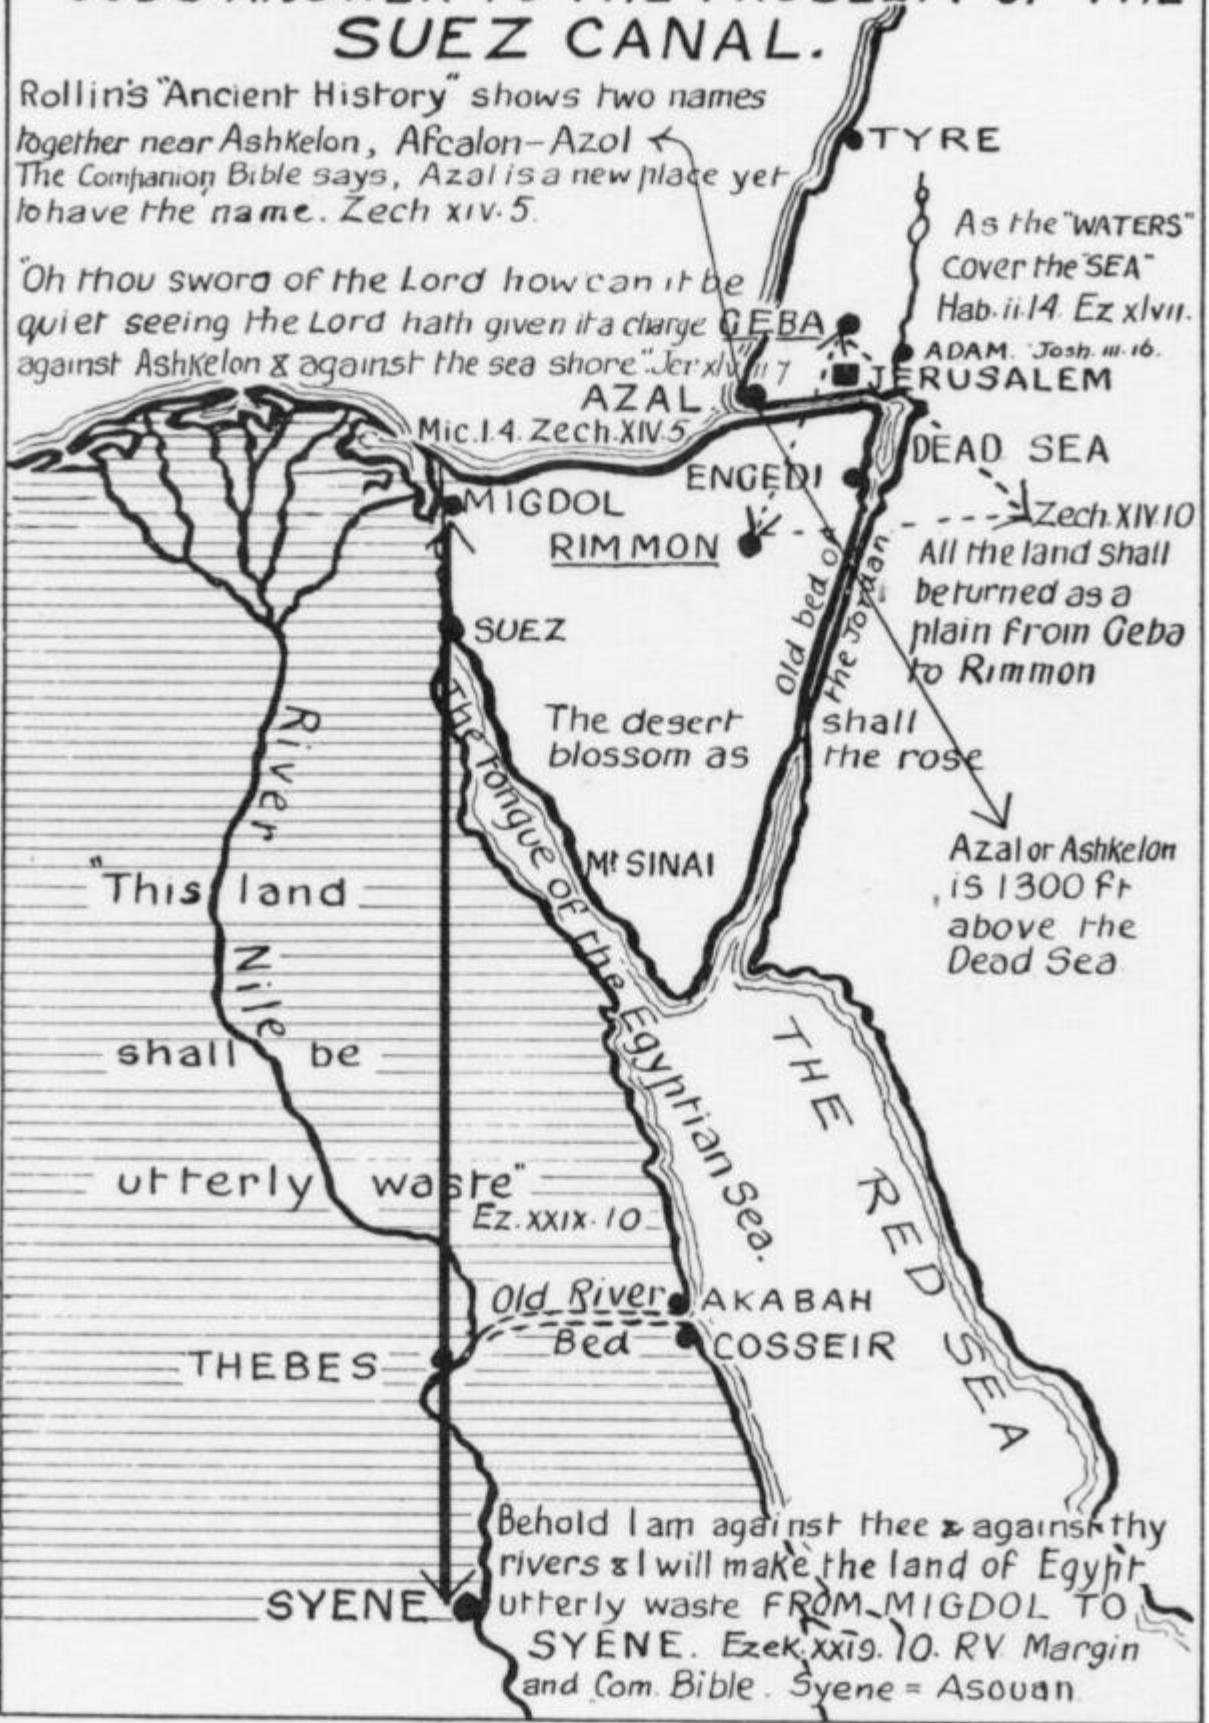 SUEZ CANAL.
Rollin's "Ancient History" shows two names
together near Ashkelon, Afcalon-Azol
The Companion Bible says, Azal is a new place yet
to have the name. Zech XIV. 5.
"Oh thou sword of the Lord how can it be
quiet seeing the Lord hath given it a charge
against Ashkelon & against the sea shore." Jer xlvii 7
TYRE
As the "WATERS"
cover the "SEA"
Hab. ii. 14. Ez xlvii.
GEBA
ADAM. Josh. III. 16.
JERUSALEM
AZAL
Mic. I. 4. Zech. XIV. 5
DEAD SEA
ENGEDI
MIGDOL
RIMMON
Zech. XIV. 10
All the land shall
be turned as a
plain from Geba
to Rimmon
Old bed of
the Jordan
SUEZ
The desert shall
blossom as the rose
The Tongue of the Egyptian Sea.
Mt SINAI
Azal or Ashkelon
is 1300 ft
above the
Dead Sea
River Nile
"This land
shall be
utterly waste"
Ez. XXIX. 10
THE RED SEA
Old River
Bed
AKABAH
COSSEIR
THEBES
SYENE
Behold I am against thee & against thy
rivers & I will make the land of Egypt
utterly waste FROM MIGDOL TO
SYENE. Ezek. xxig. 10. RV Margin
and Com. Bible. Syene = Asouan